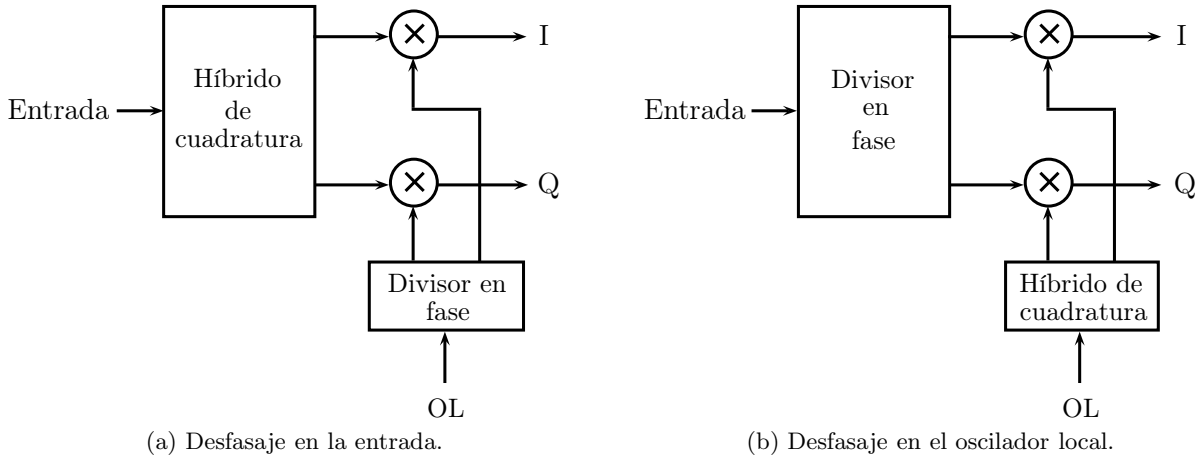 Entrada
Híbrido
de
cuadratura
I
Q
Divisor en
fase
OL
(a) Desfasaje en la entrada.
Entrada
Divisor
en
fase
I
Q
Híbrido de
cuadratura
OL
(b) Desfasaje en el oscilador local.